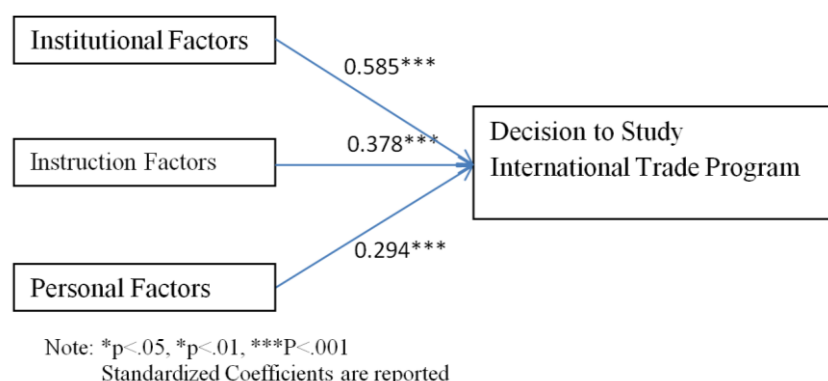 Institutional Factors
0.585***
Instruction Factors
0.378***
Decision to Study
International Trade Program
Personal Factors
0.294***
Note: *p<.05, *p<.01, ***P<.001
Standardized Coefficients are reported